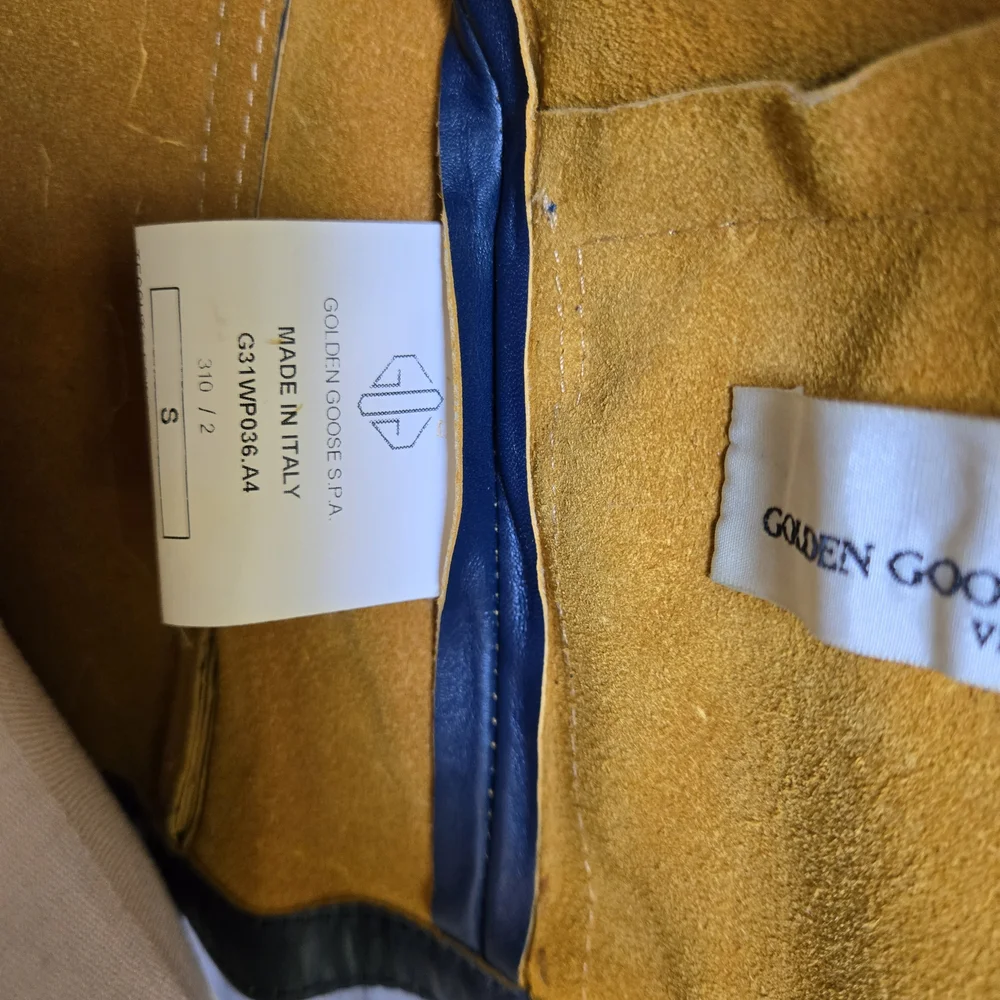 GOLDEN GOOSE S.P.A.
MADE IN ITALY
G31WP036.A4
310 / 2
S
GOLDEN GOO